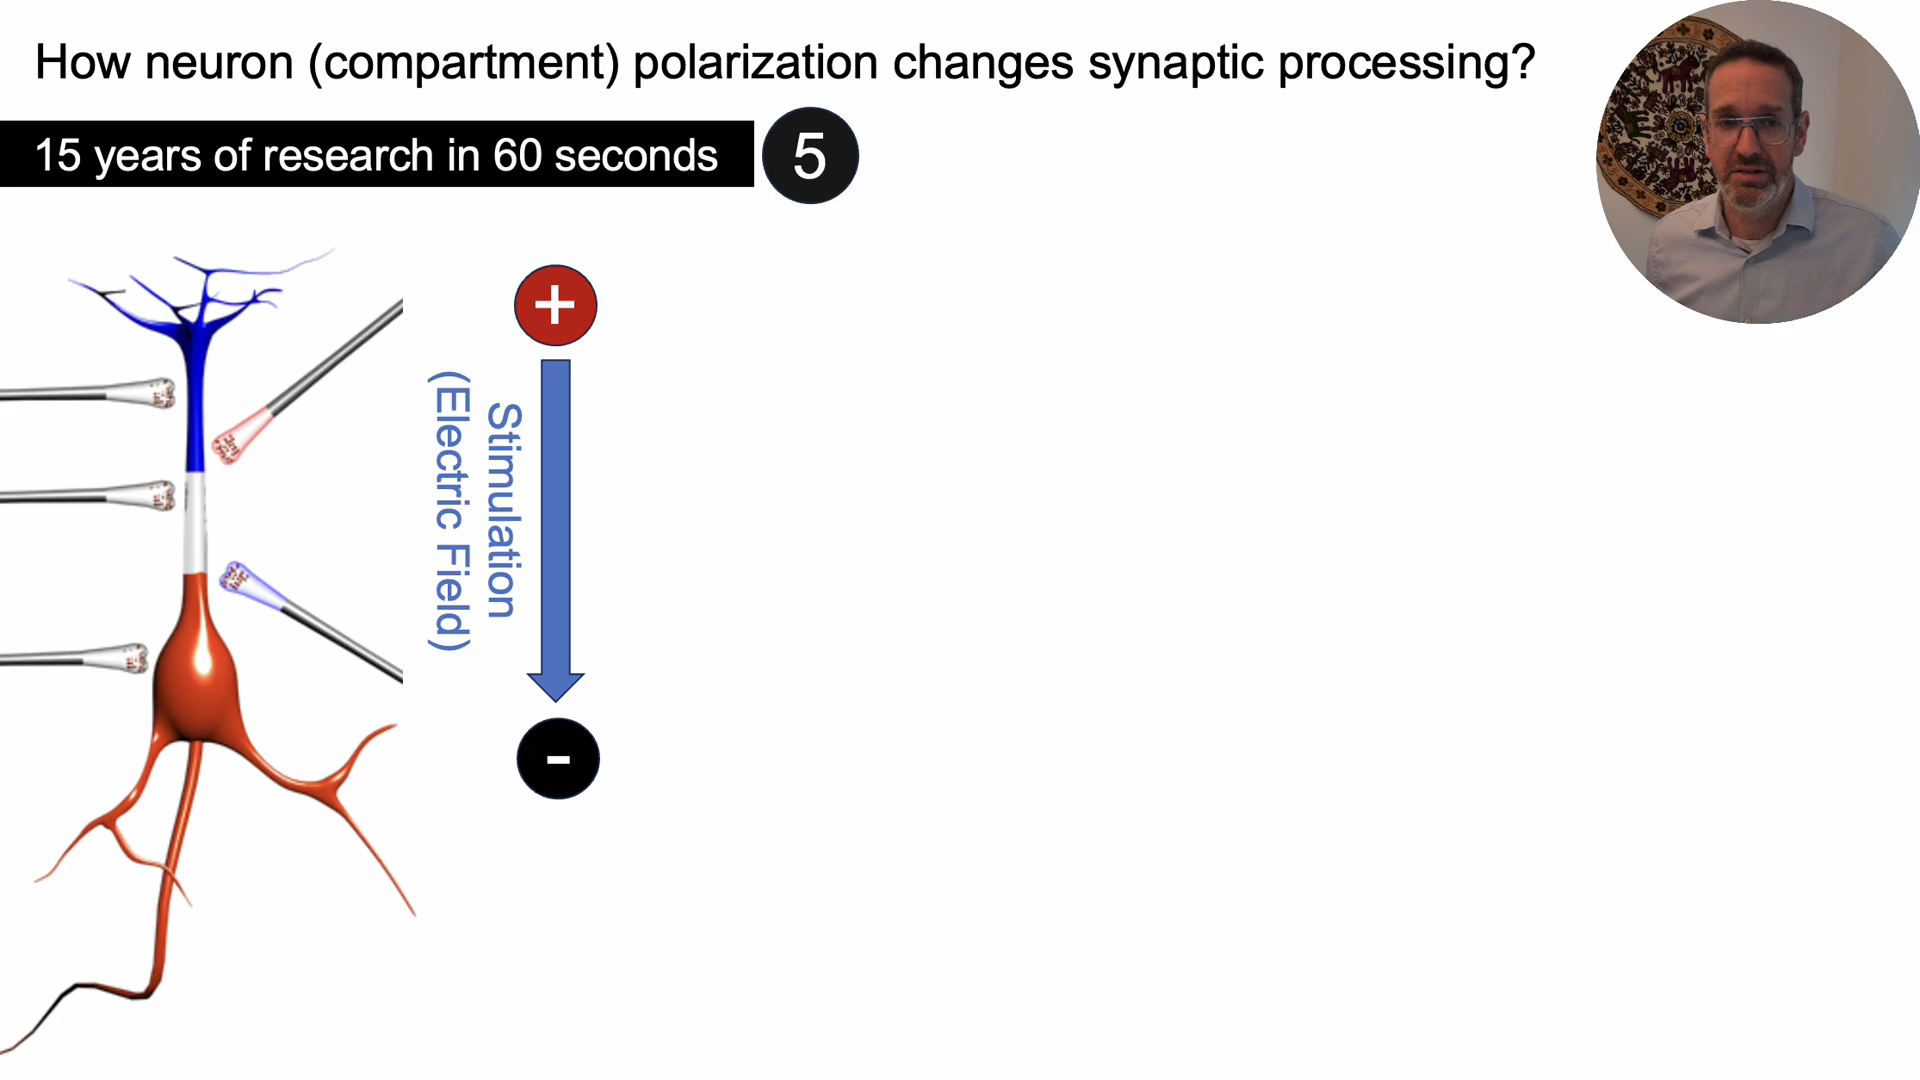 How neuron (compartment) polarization changes synaptic processing?
15 years of research in 60 seconds
5
+
Stimulation
(Electric Field)
-